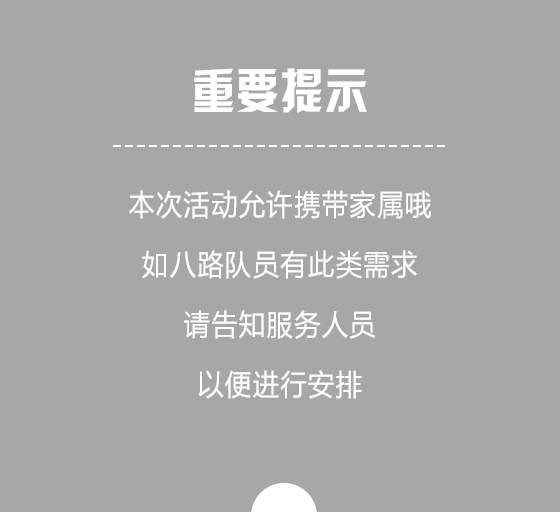 重要提示
本次活动允许携带家属哦
如八路队员有此类需求
请告知服务人员
以便进行安排